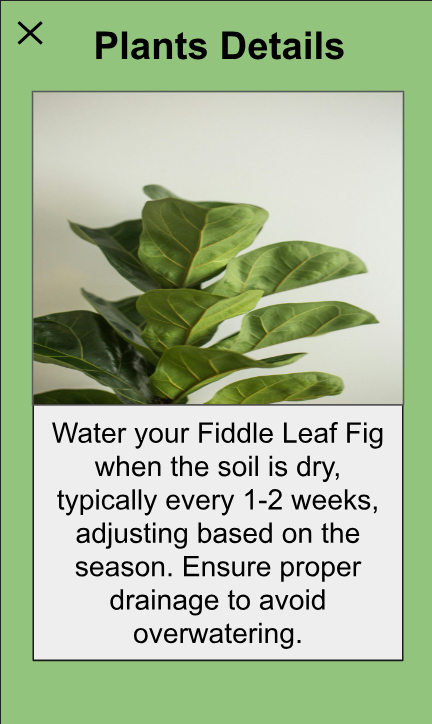 Plants Details
Water your Fiddle Leaf Fig
when the soil is dry,
typically every 1-2 weeks,
adjusting based on the
season. Ensure proper
drainage to avoid
overwatering.